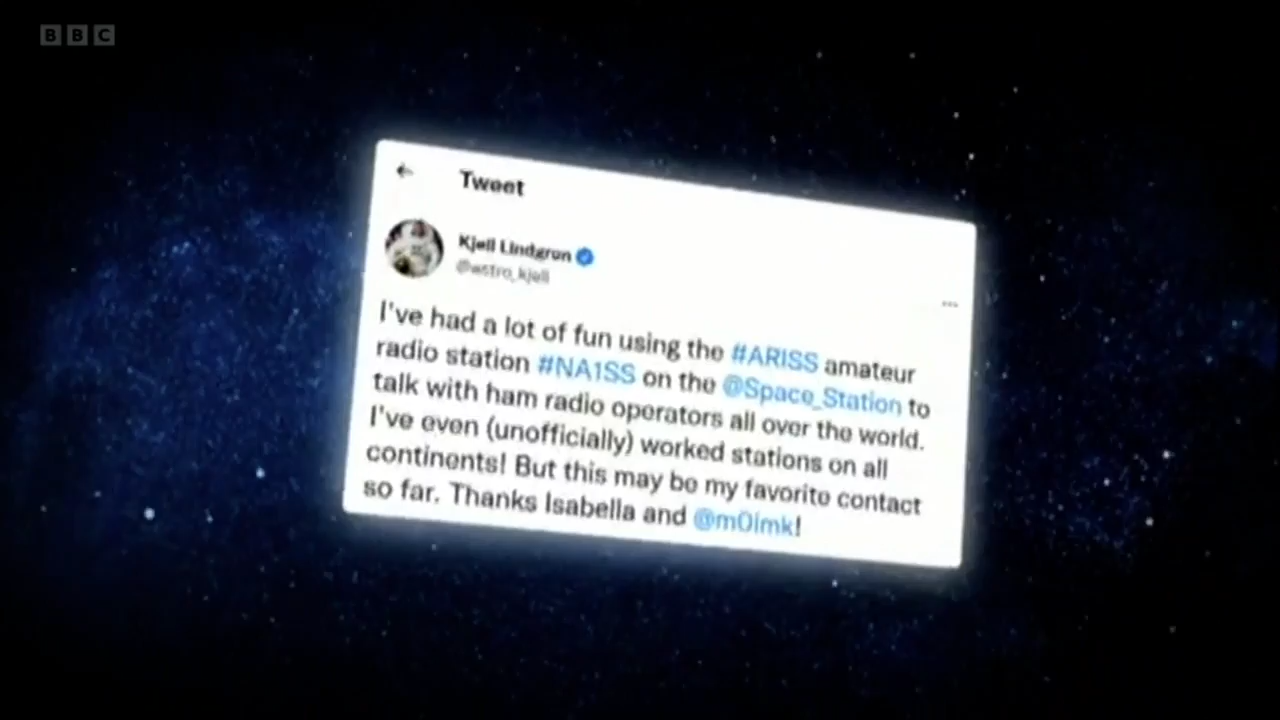 BBC
Tweet
Kjell Lindgren
@astro_kjell
I've had a lot of fun using the #ARISS amateur
radio station #NA1SS on the @Space_Station to
talk with ham radio operators all over the world.
I've even (unofficially) worked stations on all
continents! But this may be my favorite contact
so far. Thanks Isabella and @m0lmk!